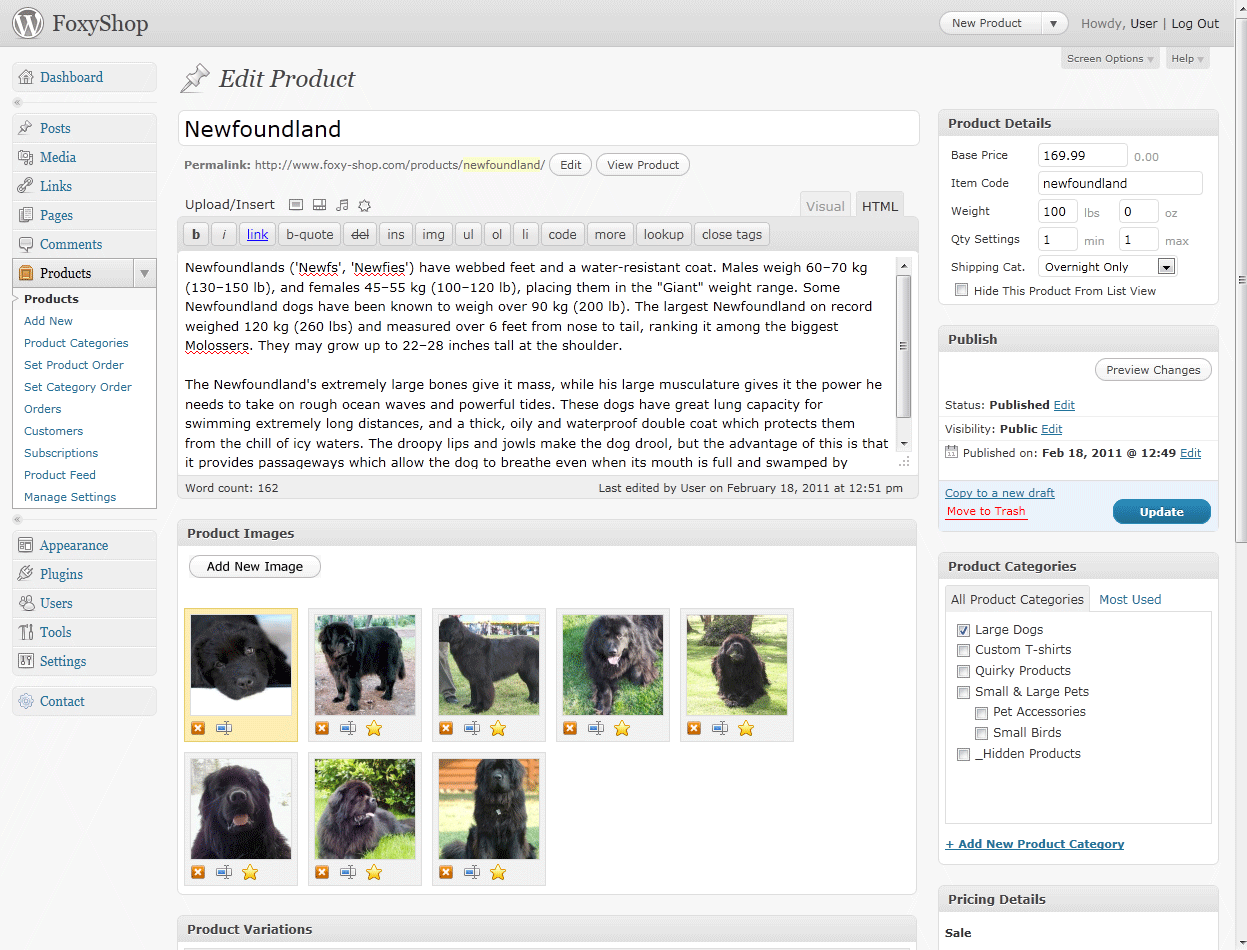 FoxyShop
New Product
Howdy, User | Log Out
Screen Options
Help
Dashboard
Posts
Media
Links
Pages
Comments
Products
Products
Add New
Product Categories
Set Product Order
Set Category Order
Orders
Customers
Subscriptions
Product Feed
Manage Settings
Appearance
Plugins
Users
Tools
Settings
Contact
Edit Product
Newfoundland
Permalink: http://www.foxy-shop.com/products/newfoundland/ Edit View Product
Upload/Insert
Visual HTML
b i link b-quote del ins img ul ol li code more lookup close tags
Newfoundlands ('Newfs', 'Newfies') have webbed feet and a water-resistant coat. Males weigh 60–70 kg
(130–150 lb), and females 45–55 kg (100–120 lb), placing them in the "Giant" weight range. Some
Newfoundland dogs have been known to weigh over 90 kg (200 lb). The largest Newfoundland on record
weighed 120 kg (260 lbs) and measured over 6 feet from nose to tail, ranking it among the biggest
Molossers. They may grow up to 22–28 inches tall at the shoulder.
The Newfoundland's extremely large bones give it mass, while his large musculature gives it the power he
needs to take on rough ocean waves and powerful tides. These dogs have great lung capacity for
swimming extremely long distances, and a thick, oily and waterproof double coat which protects them
from the chill of icy waters. The droopy lips and jowls make the dog drool, but the advantage of this is that
it provides passageways which allow the dog to breathe even when its mouth is full and swamped by
Word count: 162
Last edited by User on February 18, 2011 at 12:51 pm
Product Images
Add New Image
Product Variations
Product Details
Base Price 169.99 0.00
Item Code newfoundland
Weight 100 lbs 0 oz
Qty Settings 1 min 1 max
Shipping Cat. Overnight Only
Hide This Product From List View
Publish
Preview Changes
Status: Published Edit
Visibility: Public Edit
Published on: Feb 18, 2011 @ 12:49 Edit
Copy to a new draft
Move to Trash
Update
Product Categories
All Product Categories Most Used
Large Dogs
Custom T-shirts
Quirky Products
Small & Large Pets
Pet Accessories
Small Birds
_Hidden Products
+ Add New Product Category
Pricing Details
Sale